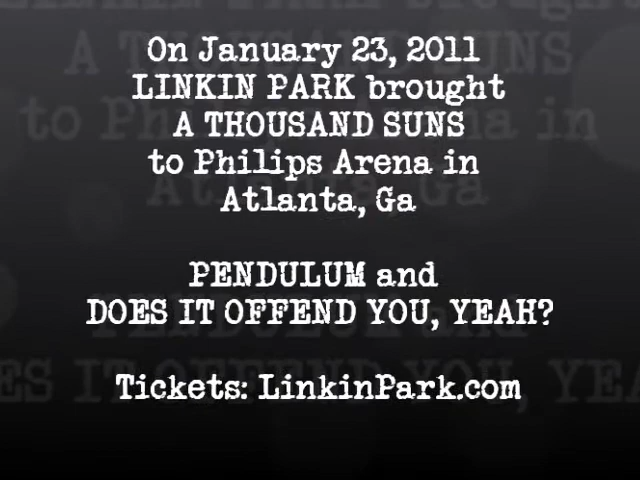 On January 23, 2011
LINKIN PARK brought
A THOUSAND SUNS
to Philips Arena in
Atlanta, Ga
PENDULUM and
DOES IT OFFEND YOU, YEAH?
Tickets: LinkinPark.com